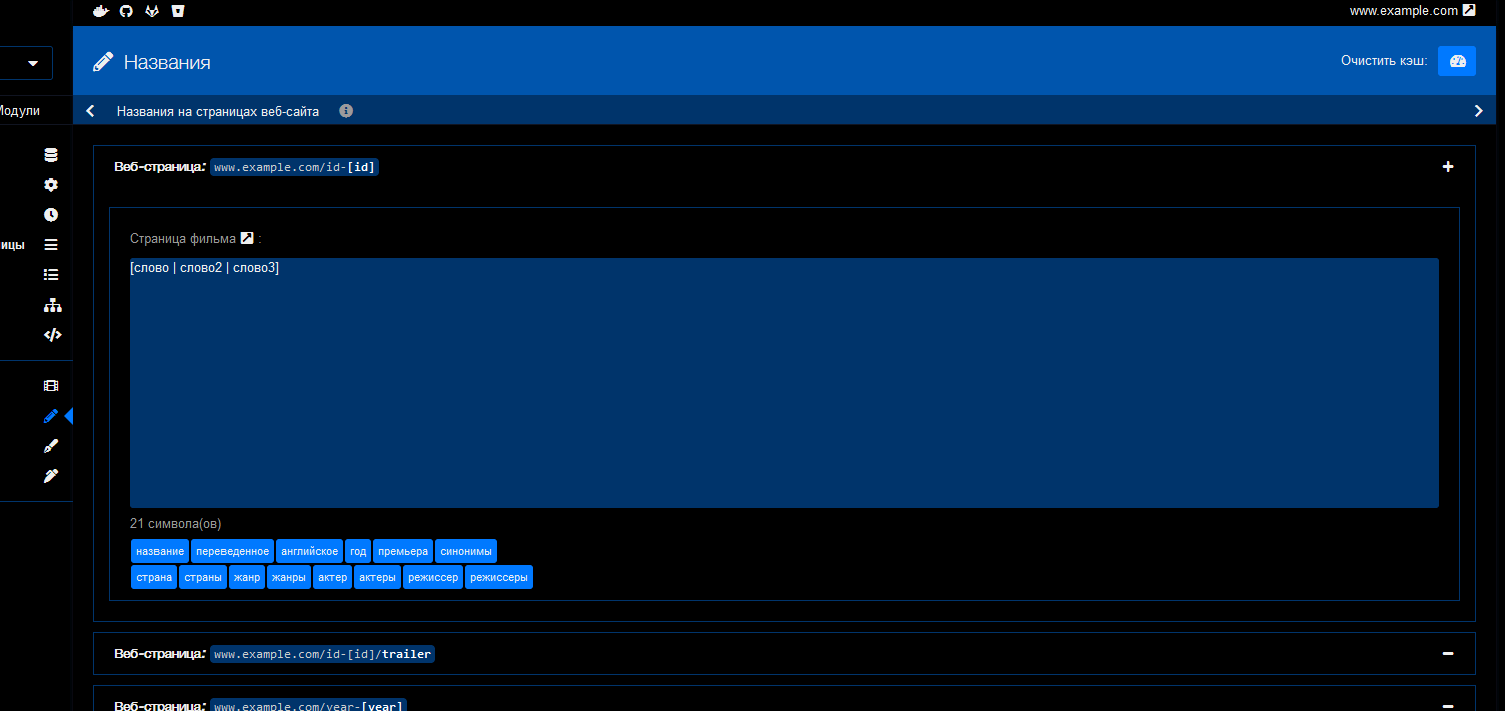 www.example.com
Названия
Очистить кэш:
Модули
Названия на страницах веб-сайта
Веб-страница: www.example.com/id-[id]
ицы
Страница фильма :
[слово | слово2 | слово3]
21 символа(ов)
название переведенное английское год премьера синонимы
страна страны жанр жанры актер актеры режиссер режиссеры
Веб-страница: www.example.com/id-[id]/trailer
Веб-страница: www.example.com/year-[year]